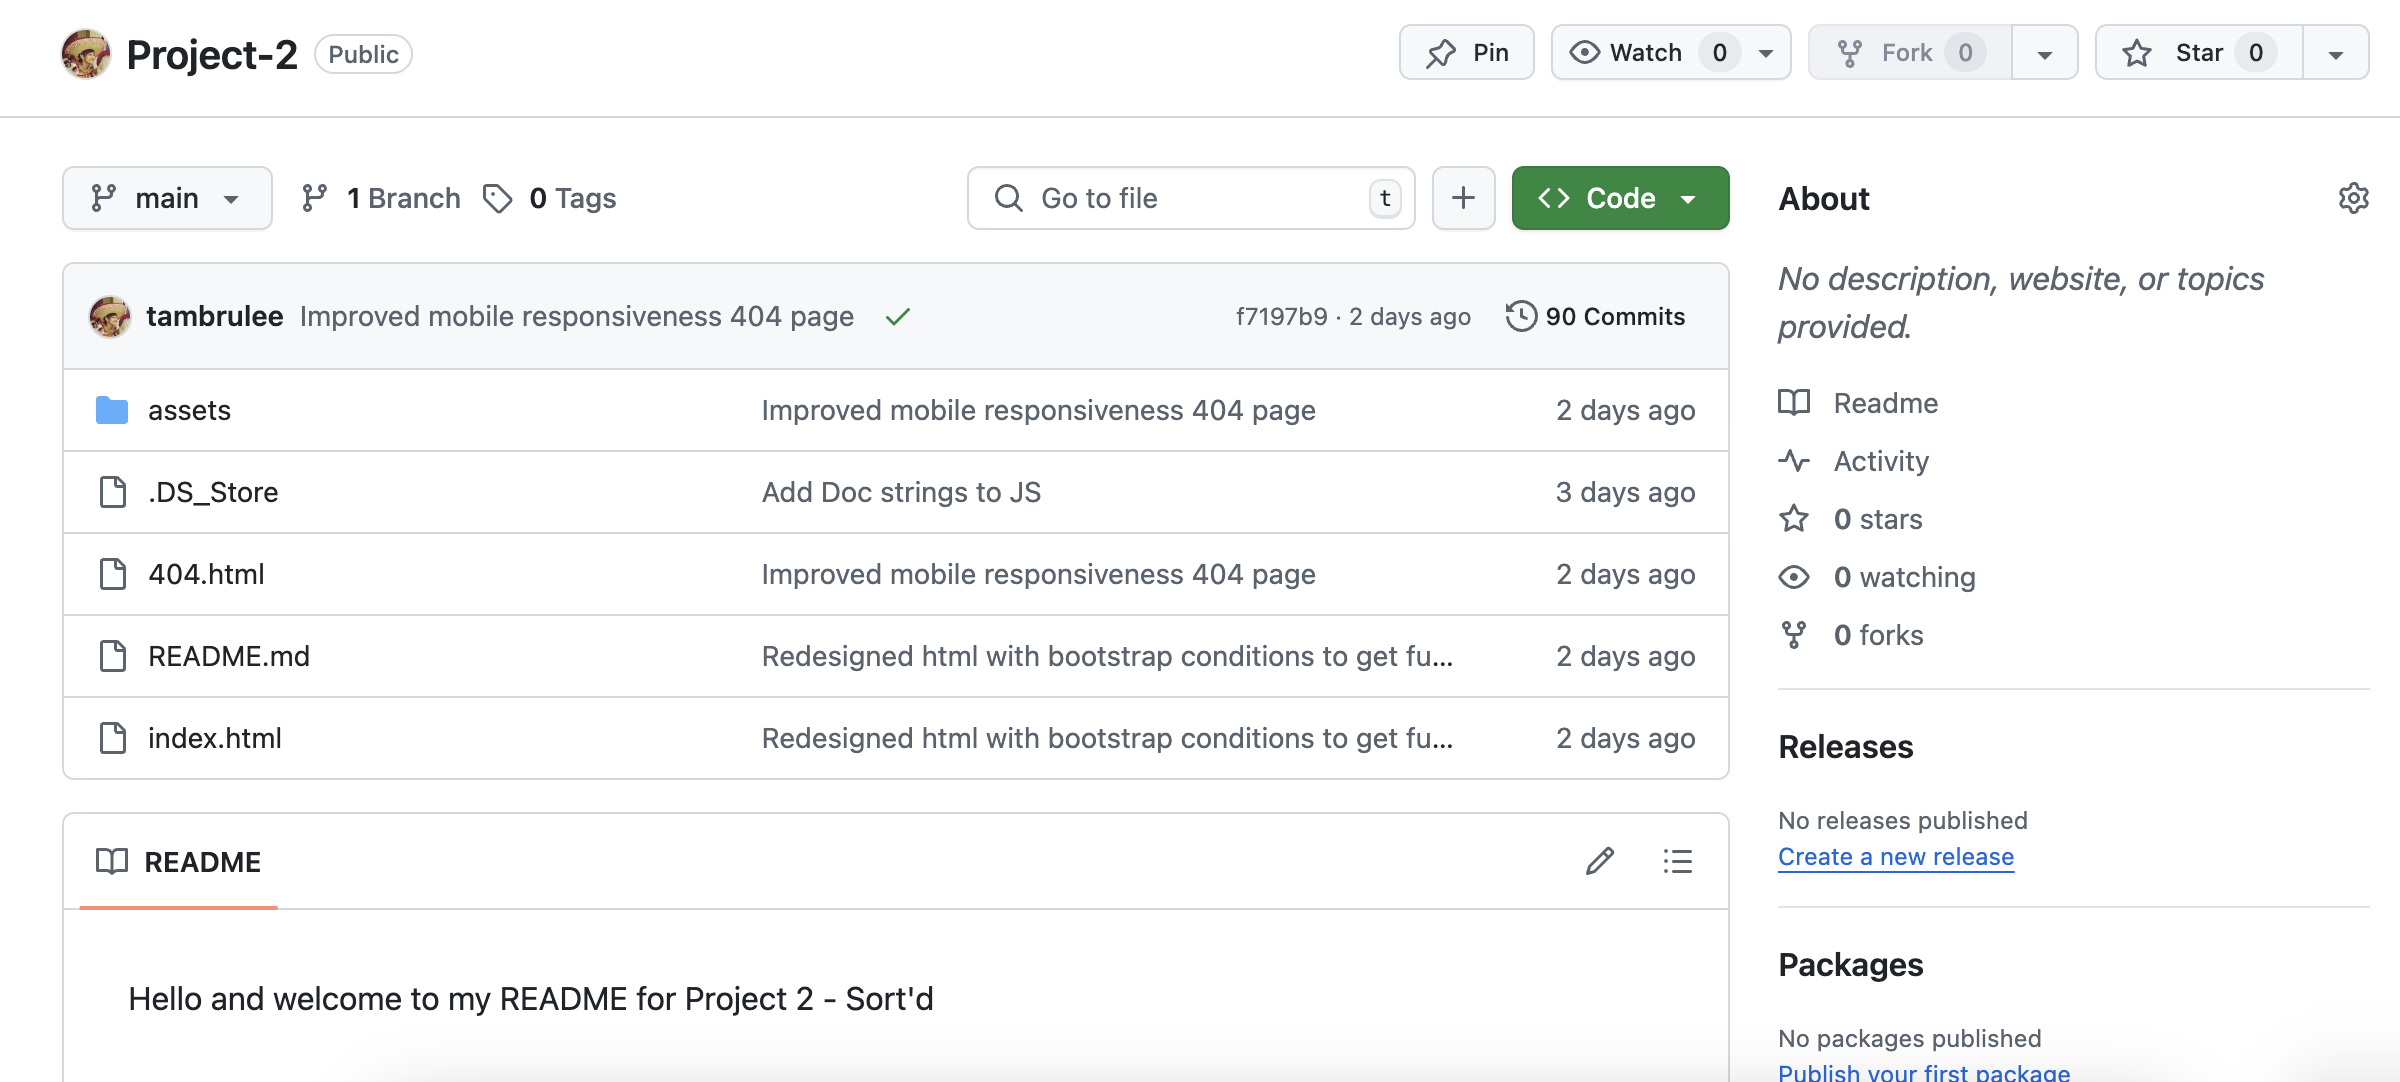 Project-2 Public Pin Watch 0 Fork 0 Star 0
main 1 Branch 0 Tags Go to file t + Code
tambrulee Improved mobile responsiveness 404 page f7197b9 · 2 days ago 90 Commits
assets Improved mobile responsiveness 404 page 2 days ago
.DS_Store Add Doc strings to JS 3 days ago
404.html Improved mobile responsiveness 404 page 2 days ago
README.md Redesigned html with bootstrap conditions to get fu... 2 days ago
index.html Redesigned html with bootstrap conditions to get fu... 2 days ago
README
Hello and welcome to my README for Project 2 - Sort'd
About
No description, website, or topics
provided.
Readme
Activity
0 stars
0 watching
0 forks
Releases
No releases published
Create a new release
Packages
No packages published
Publish your first package